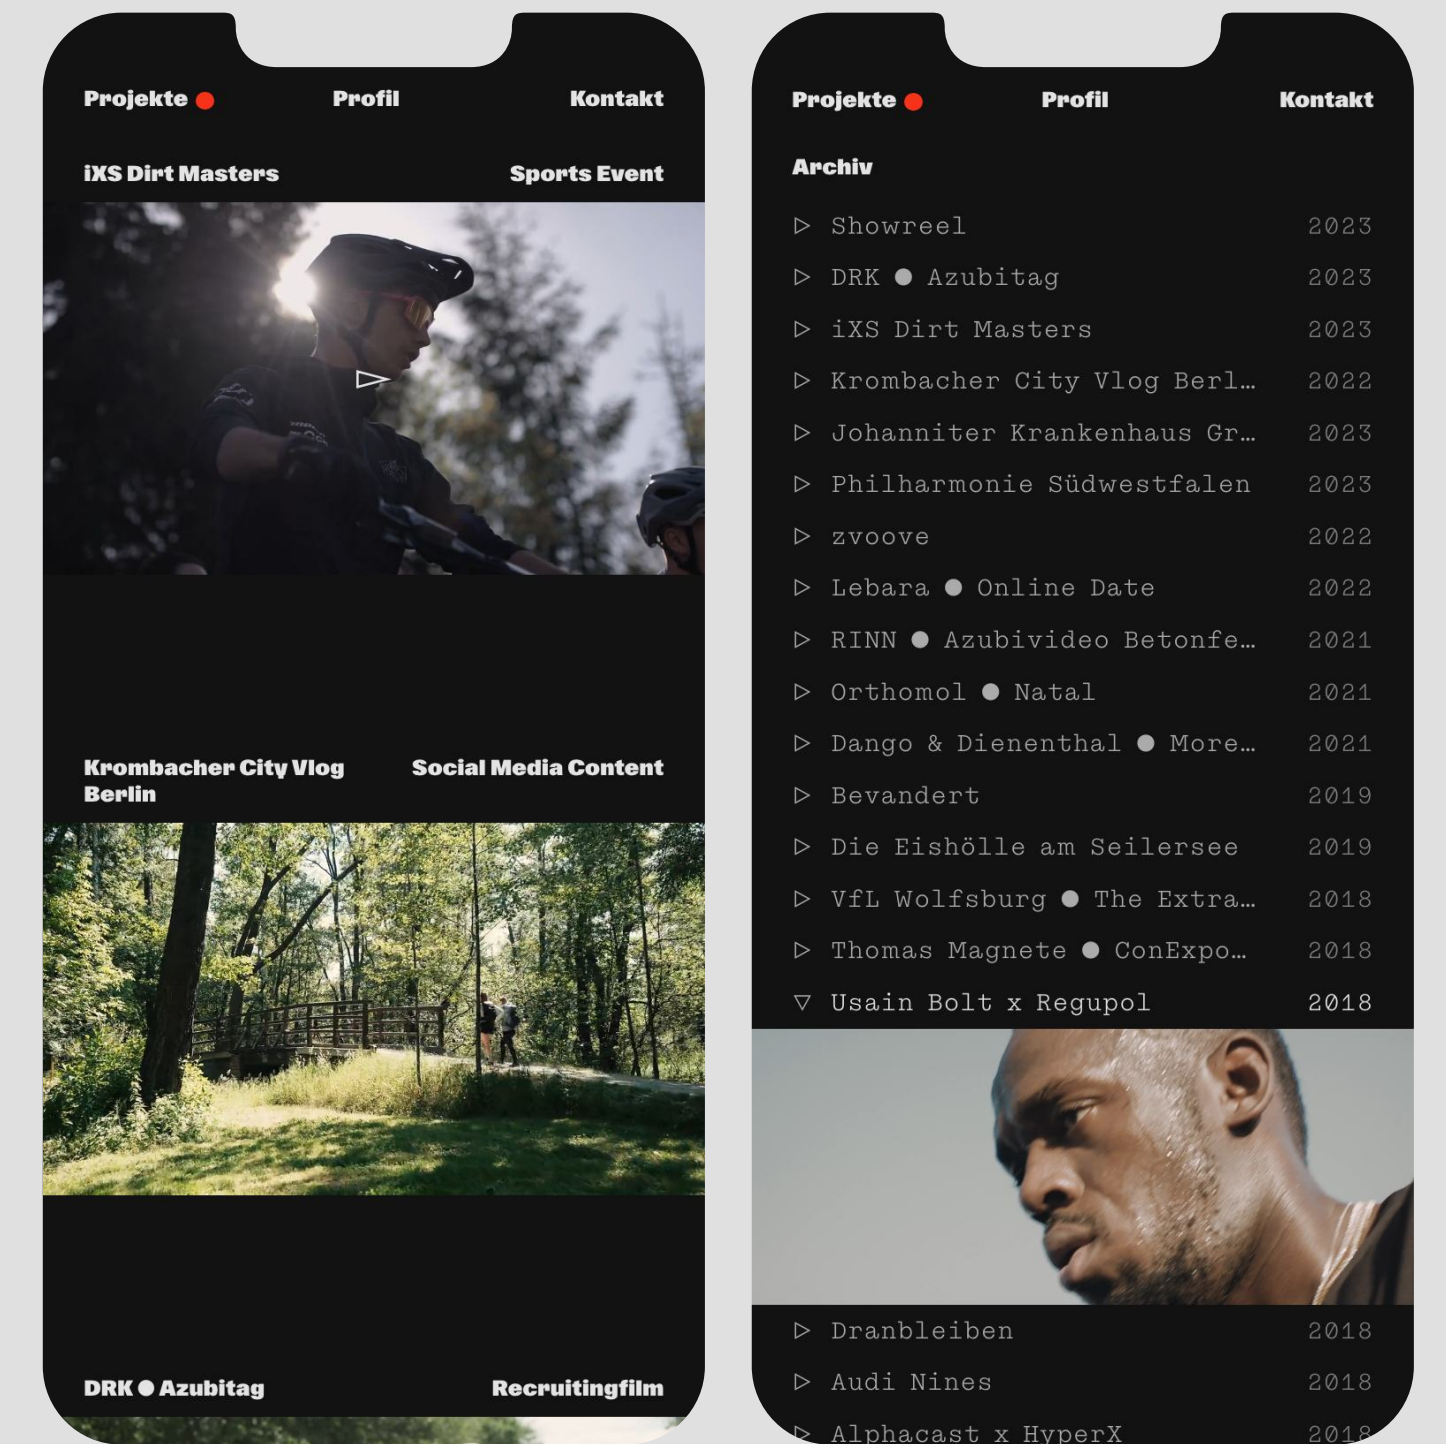 Projekte Profil Kontakt
iXS Dirt Masters Sports Event
Krombacher City Vlog Social Media Content
Berlin
DRK ● Azubitag Recruitingfilm
Projekte Profil Kontakt
Archiv
▷ Showreel 2023
▷ DRK ● Azubitag 2023
▷ iXS Dirt Masters 2023
▷ Krombacher City Vlog Berl… 2022
▷ Johanniter Krankenhaus Gr… 2023
▷ Philharmonie Südwestfalen 2023
▷ zvoove 2022
▷ Lebara ● Online Date 2022
▷ RINN ● Azubivideo Betonfe… 2021
▷ Orthomol ● Natal 2021
▷ Dango & Dienenthal ● More… 2021
▷ Bevandert 2019
▷ Die Eishölle am Seilersee 2019
▷ VfL Wolfsburg ● The Extra… 2018
▷ Thomas Magnete ● ConExpo… 2018
▽ Usain Bolt x Regupol 2018
▷ Dranbleiben 2018
▷ Audi Nines 2018
▷ Alphacast x HyperX 2018